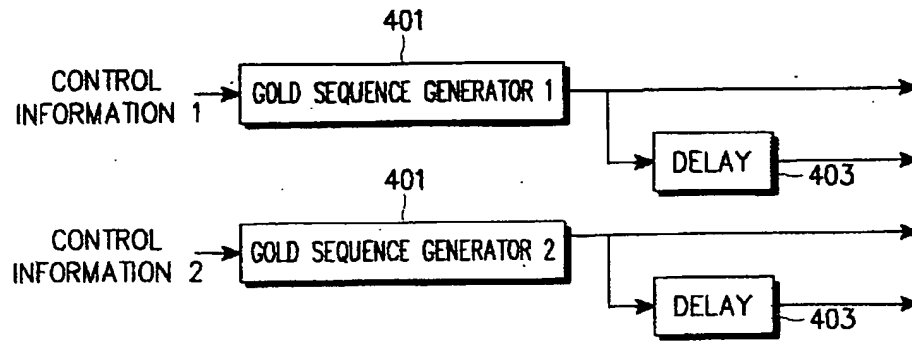 401
CONTROL
INFORMATION 1
GOLD SEQUENCE GENERATOR 1
DELAY
403
401
CONTROL
INFORMATION 2
GOLD SEQUENCE GENERATOR 2
DELAY
403